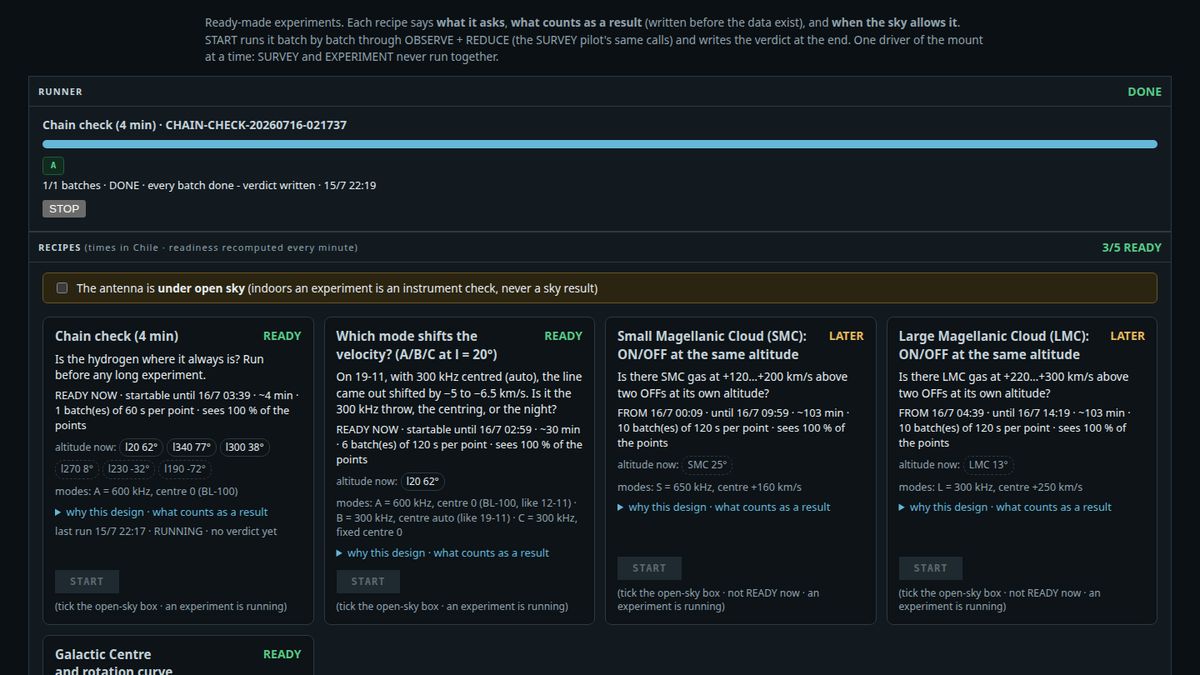 Ready-made experiments. Each recipe says what it asks, what counts as a result (written before the data exist), and when the sky allows it.
START runs it batch by batch through OBSERVE + REDUCE (the SURVEY pilot's same calls) and writes the verdict at the end. One driver of the mount
at a time: SURVEY and EXPERIMENT never run together.
RUNNER DONE
Chain check (4 min) · CHAIN-CHECK-20260716-021737
A
1/1 batches · DONE · every batch done - verdict written · 15/7 22:19
STOP
RECIPES (times in Chile · readiness recomputed every minute) 3/5 READY
The antenna is under open sky (indoors an experiment is an instrument check, never a sky result)
Chain check (4 min) READY
Is the hydrogen where it always is? Run
before any long experiment.
READY NOW · startable until 16/7 03:39 · ~4 min ·
1 batch(es) of 60 s per point · sees 100 % of the
points
altitude now: l20 62° l340 77° l300 38°
l270 8° l230 -32° l190 -72°
modes: A = 600 kHz, centre 0 (BL-100)
▶ why this design · what counts as a result
last run 15/7 22:17 · RUNNING · no verdict yet
START
(tick the open-sky box · an experiment is running)
Which mode shifts the READY
velocity? (A/B/C at l = 20°)
On 19-11, with 300 kHz centred (auto), the line
came out shifted by −5 to −6.5 km/s. Is it the
300 kHz throw, the centring, or the night?
READY NOW · startable until 16/7 02:59 · ~30 min
· 6 batch(es) of 120 s per point · sees 100 % of the
points
altitude now: l20 62°
modes: A = 600 kHz, centre 0 (BL-100, like 12-11) ·
B = 300 kHz, centre auto (like 19-11) · C = 300 kHz,
fixed centre 0
▶ why this design · what counts as a result
START
(tick the open-sky box · an experiment is running)
Small Magellanic Cloud (SMC): LATER
ON/OFF at the same altitude
Is there SMC gas at +120…+200 km/s above
two OFFs at its own altitude?
FROM 16/7 00:09 · until 16/7 09:59 · ~103 min ·
10 batch(es) of 120 s per point · sees 100 % of
the points
altitude now: SMC 25°
modes: S = 650 kHz, centre +160 km/s
▶ why this design · what counts as a result
START
(tick the open-sky box · not READY now · an
experiment is running)
Large Magellanic Cloud (LMC): LATER
ON/OFF at the same altitude
Is there LMC gas at +220…+300 km/s above
two OFFs at its own altitude?
FROM 16/7 04:39 · until 16/7 14:19 · ~103 min ·
10 batch(es) of 120 s per point · sees 100 % of
the points
altitude now: LMC 13°
modes: L = 300 kHz, centre +250 km/s
▶ why this design · what counts as a result
START
(tick the open-sky box · not READY now · an
experiment is running)
Galactic Centre READY
and rotation curve